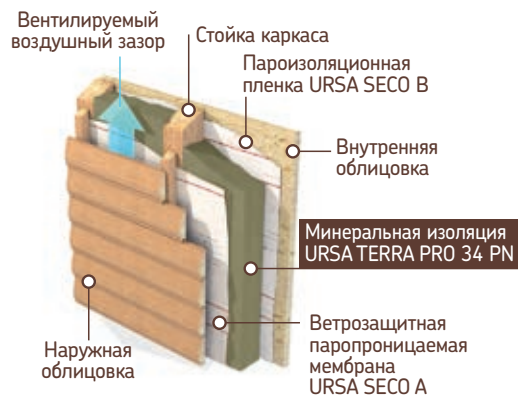 Вентилируемый
воздушный зазор
Стойка каркаса
Пароизоляционная
пленка URSA SECO B
Внутренняя
облицовка
Минеральная изоляция
URSA TERRA PRO 34 PN
Ветрозащитная
паропроницаемая
мембрана
URSA SECO A
Наружная
облицовка